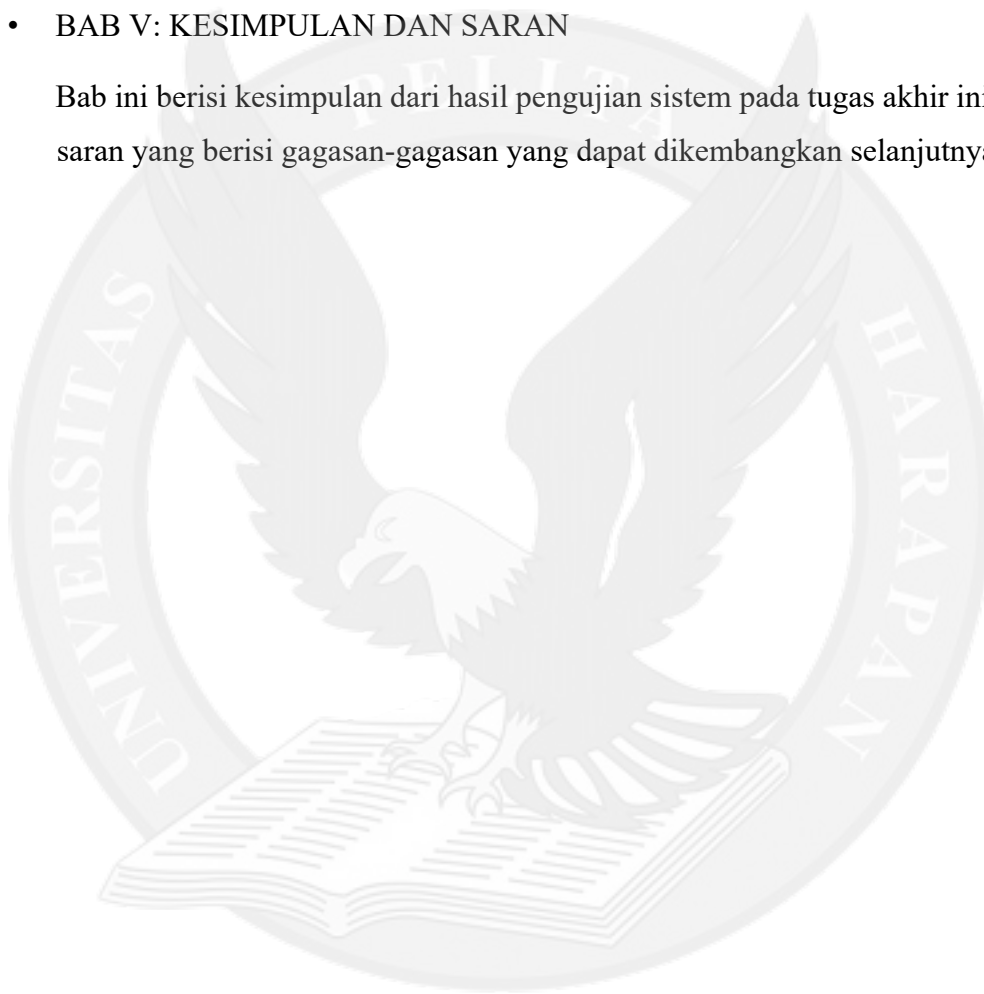 • BAB V: KESIMPULAN DAN SARAN
Bab ini berisi kesimpulan dari hasil pengujian sistem pada tugas akhir ini
saran yang berisi gagasan-gagasan yang dapat dikembangkan selanjutnya
UNIVERSITAS PELITA HARAPAN